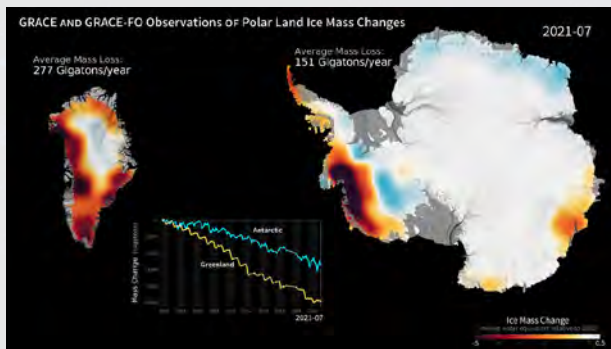 GRACE AND GRACE-FO OBSERVATIONS OF POLAR LAND ICE MASS CHANGES
2021-07
Average Mass Loss:
277 Gigatons/year
Average Mass Loss:
151 Gigatons/year
Antarctic
Greenland
Mass Change
2021-07
Ice Mass Change
-5
0.5